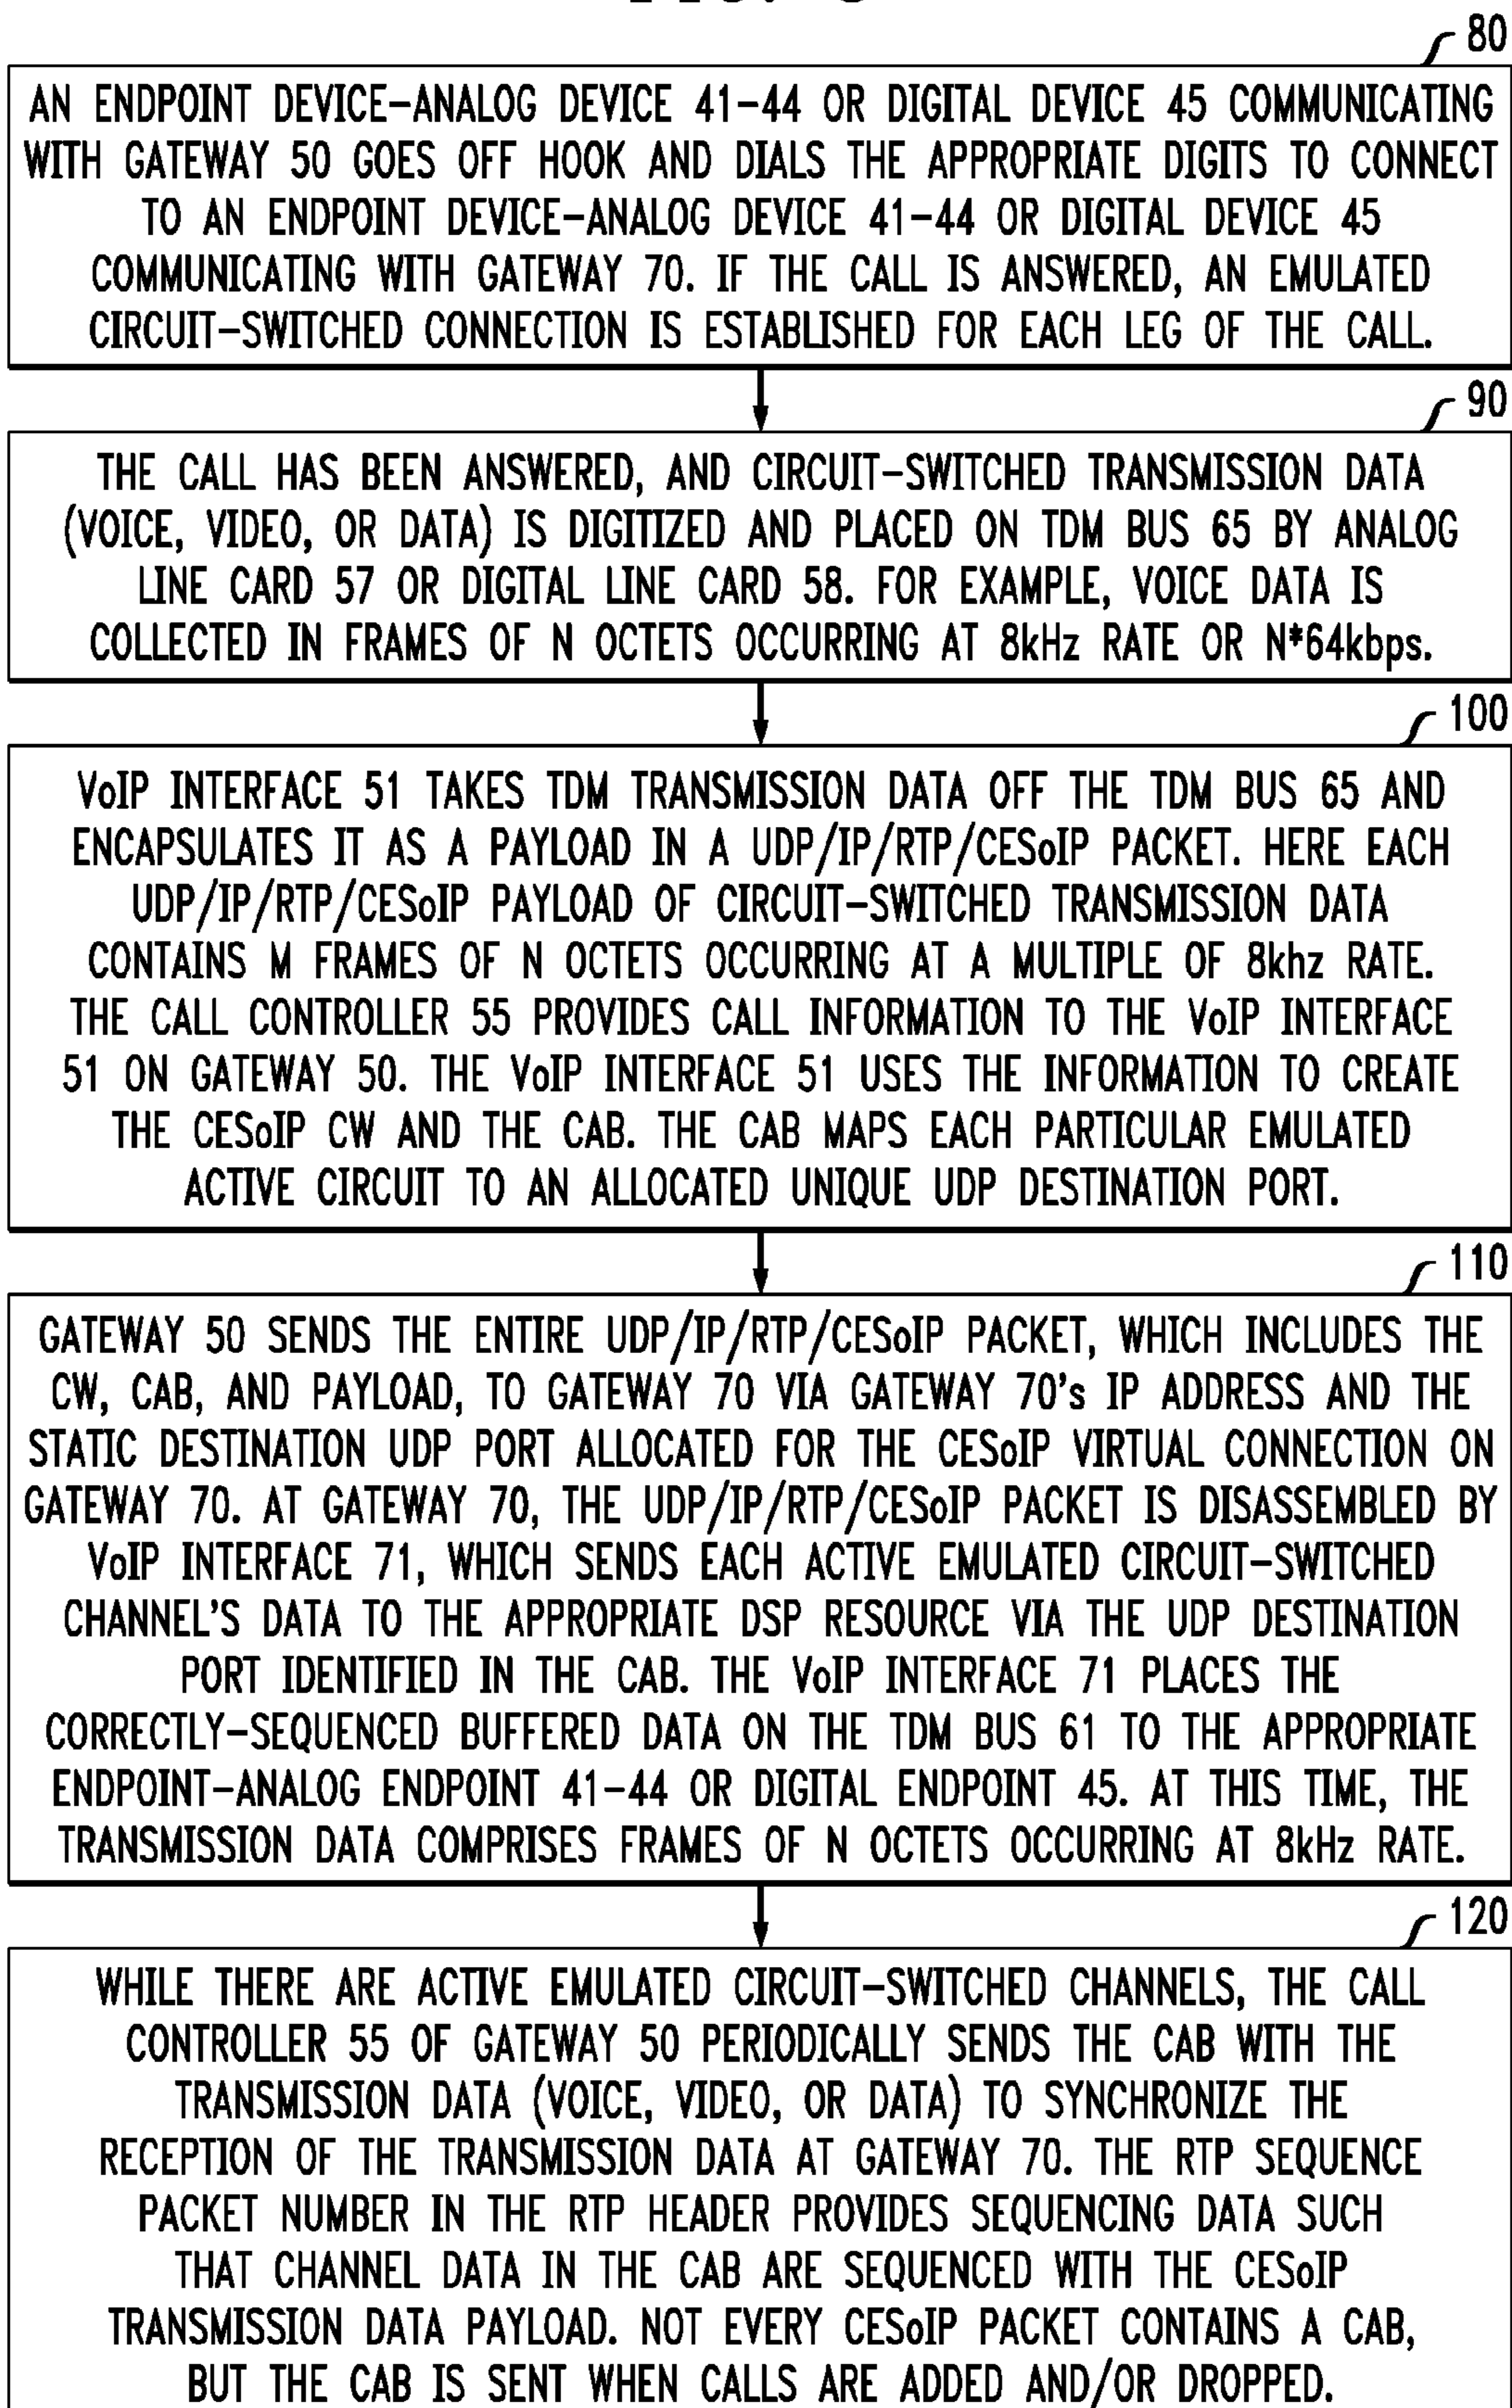 80
AN ENDPOINT DEVICE-ANALOG DEVICE 41-44 OR DIGITAL DEVICE 45 COMMUNICATING
WITH GATEWAY 50 GOES OFF HOOK AND DIALS THE APPROPRIATE DIGITS TO CONNECT
TO AN ENDPOINT DEVICE-ANALOG DEVICE 41-44 OR DIGITAL DEVICE 45
COMMUNICATING WITH GATEWAY 70. IF THE CALL IS ANSWERED, AN EMULATED
CIRCUIT-SWITCHED CONNECTION IS ESTABLISHED FOR EACH LEG OF THE CALL.
90
THE CALL HAS BEEN ANSWERED, AND CIRCUIT-SWITCHED TRANSMISSION DATA
(VOICE, VIDEO, OR DATA) IS DIGITIZED AND PLACED ON TDM BUS 65 BY ANALOG
LINE CARD 57 OR DIGITAL LINE CARD 58. FOR EXAMPLE, VOICE DATA IS
COLLECTED IN FRAMES OF N OCTETS OCCURRING AT 8kHz RATE OR N*64kbps.
100
VoIP INTERFACE 51 TAKES TDM TRANSMISSION DATA OFF THE TDM BUS 65 AND
ENCAPSULATES IT AS A PAYLOAD IN A UDP/IP/RTP/CESoIP PACKET. HERE EACH
UDP/IP/RTP/CESoIP PAYLOAD OF CIRCUIT-SWITCHED TRANSMISSION DATA
CONTAINS M FRAMES OF N OCTETS OCCURRING AT A MULTIPLE OF 8khz RATE.
THE CALL CONTROLLER 55 PROVIDES CALL INFORMATION TO THE VoIP INTERFACE
51 ON GATEWAY 50. THE VoIP INTERFACE 51 USES THE INFORMATION TO CREATE
THE CESoIP CW AND THE CAB. THE CAB MAPS EACH PARTICULAR EMULATED
ACTIVE CIRCUIT TO AN ALLOCATED UNIQUE UDP DESTINATION PORT.
110
GATEWAY 50 SENDS THE ENTIRE UDP/IP/RTP/CESoIP PACKET, WHICH INCLUDES THE
CW, CAB, AND PAYLOAD, TO GATEWAY 70 VIA GATEWAY 70's IP ADDRESS AND THE
STATIC DESTINATION UDP PORT ALLOCATED FOR THE CESoIP VIRTUAL CONNECTION ON
GATEWAY 70. AT GATEWAY 70, THE UDP/IP/RTP/CESoIP PACKET IS DISASSEMBLED BY
VoIP INTERFACE 71, WHICH SENDS EACH ACTIVE EMULATED CIRCUIT-SWITCHED
CHANNEL'S DATA TO THE APPROPRIATE DSP RESOURCE VIA THE UDP DESTINATION
PORT IDENTIFIED IN THE CAB. THE VoIP INTERFACE 71 PLACES THE
CORRECTLY-SEQUENCED BUFFERED DATA ON THE TDM BUS 61 TO THE APPROPRIATE
ENDPOINT-ANALOG ENDPOINT 41-44 OR DIGITAL ENDPOINT 45. AT THIS TIME, THE
TRANSMISSION DATA COMPRISES FRAMES OF N OCTETS OCCURRING AT 8kHz RATE.
120
WHILE THERE ARE ACTIVE EMULATED CIRCUIT-SWITCHED CHANNELS, THE CALL
CONTROLLER 55 OF GATEWAY 50 PERIODICALLY SENDS THE CAB WITH THE
TRANSMISSION DATA (VOICE, VIDEO, OR DATA) TO SYNCHRONIZE THE
RECEPTION OF THE TRANSMISSION DATA AT GATEWAY 70. THE RTP SEQUENCE
PACKET NUMBER IN THE RTP HEADER PROVIDES SEQUENCING DATA SUCH
THAT CHANNEL DATA IN THE CAB ARE SEQUENCED WITH THE CESoIP
TRANSMISSION DATA PAYLOAD. NOT EVERY CESoIP PACKET CONTAINS A CAB,
BUT THE CAB IS SENT WHEN CALLS ARE ADDED AND/OR DROPPED.